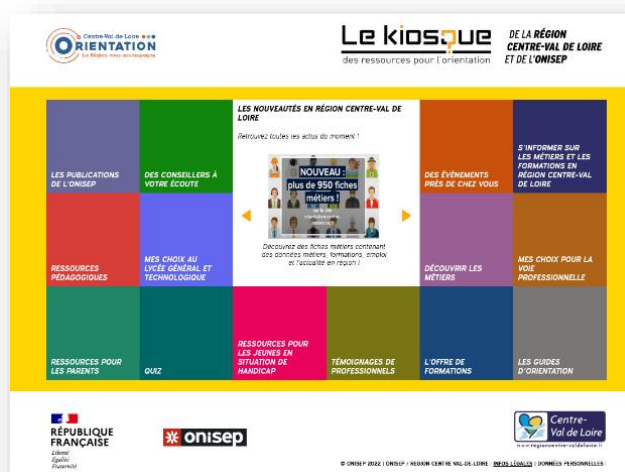 Centre-Val de Loire
ORIENTATION
La Région vous accompagne
Le kiosque
des ressources pour l'orientation
DE LA RÉGION
CENTRE-VAL DE LOIRE
ET DE L'ONISEP
LES PUBLICATIONS
DE L'ONISEP
DES CONSEILLERS À
VOTRE ÉCOUTE
LES NOUVEAUTÉS EN RÉGION CENTRE-VAL DE
LOIRE
Retrouvez toutes les actus du moment !
NOUVEAU :
plus de 950 fiches
métiers !
Découvrez des fiches métiers contenant
des données métiers, formations, emploi
et l'actualité en région !
DES ÉVÈNEMENTS
PRÈS DE CHEZ VOUS
S'INFORMER SUR
LES MÉTIERS ET LES
FORMATIONS EN
RÉGION CENTRE-VAL
DE LOIRE
RESSOURCES
PÉDAGOGIQUES
MES CHOIX AU
LYCÉE GÉNÉRAL ET
TECHNOLOGIQUE
DÉCOUVRIR LES
MÉTIERS
MES CHOIX POUR LA
VOIE
PROFESSIONNELLE
RESSOURCES POUR
LES PARENTS
QUIZ
RESSOURCES POUR
LES JEUNES EN
SITUATION DE
HANDICAP
TÉMOIGNAGES DE
PROFESSIONNELS
L'OFFRE DE
FORMATIONS
LES GUIDES
D'ORIENTATION
RÉPUBLIQUE
FRANÇAISE
Liberté
Égalité
Fraternité
onisep
Centre-
Val de Loire
www.regioncentre-valdeloire.fr
© ONISEP 2022 | ONISEP / REGION CENTRE VAL-DE-LOIRE | INFOS LÉGALES | DONNÉES PERSONNELLES |